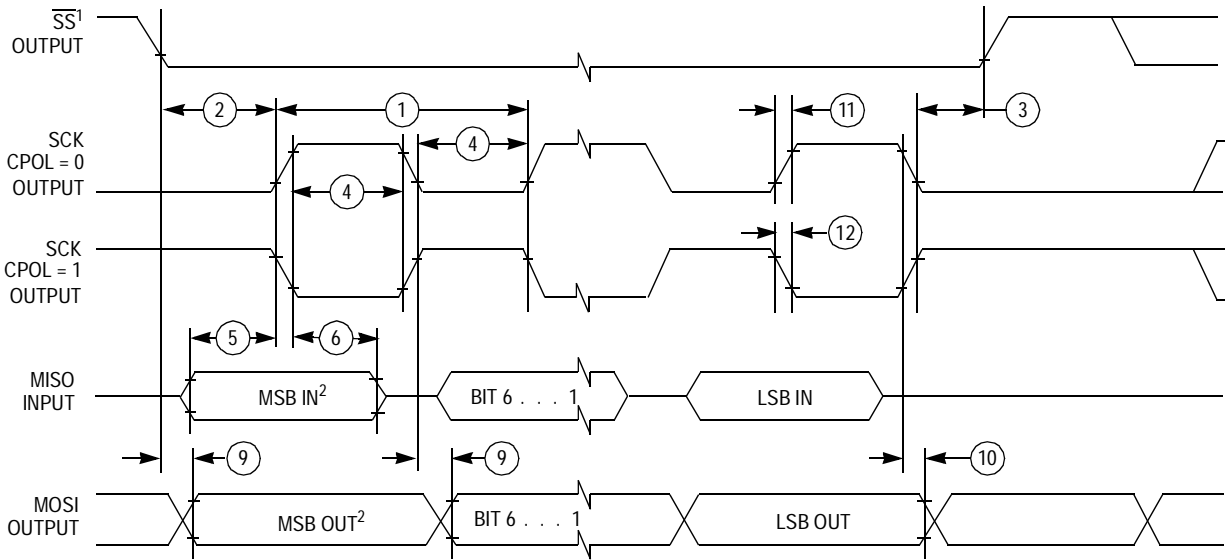 SS¹
OUTPUT
2
1
11
3
SCK
CPOL = 0
OUTPUT
4
4
SCK
CPOL = 1
OUTPUT
12
5
6
MISO
INPUT
MSB IN²
BIT 6 . . . 1
LSB IN
9
9
10
MOSI
OUTPUT
MSB OUT²
BIT 6 . . . 1
LSB OUT